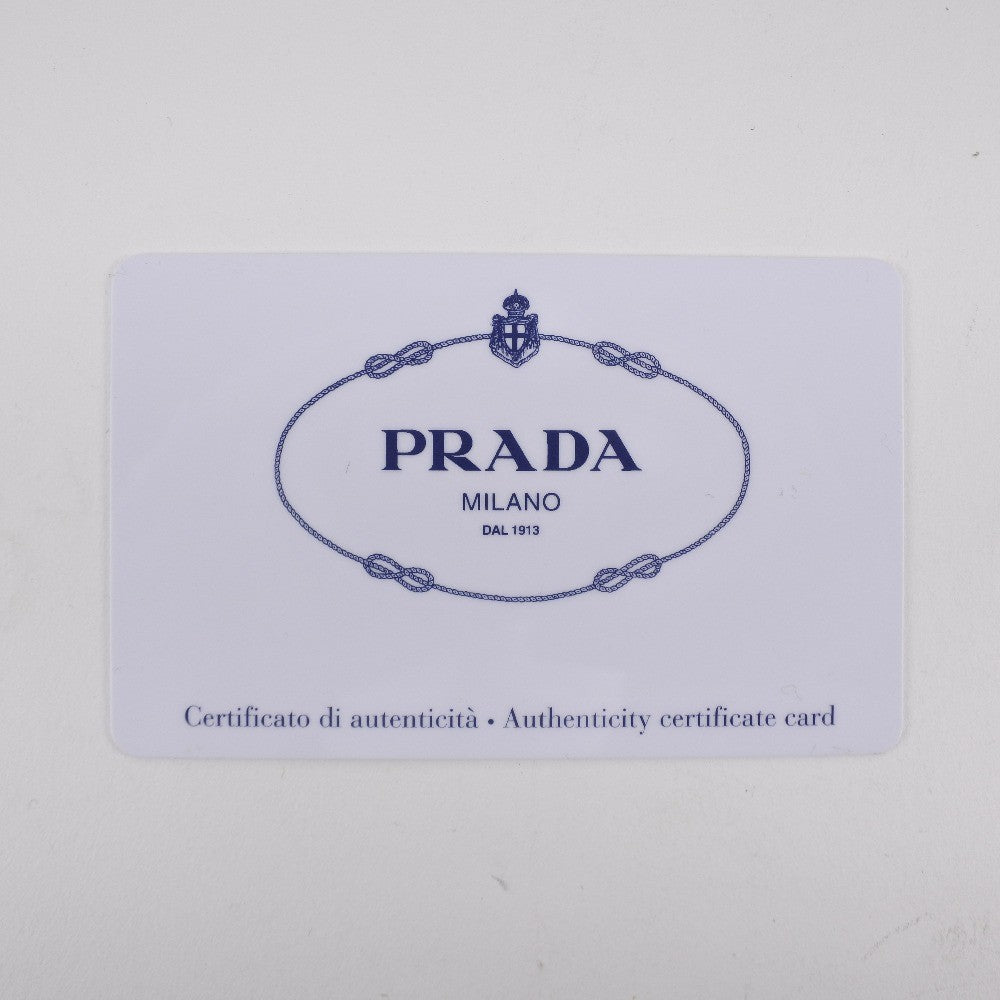 PRADA
MILANO
DAL 1913
Certificato di autenticità • Authenticity certificate card